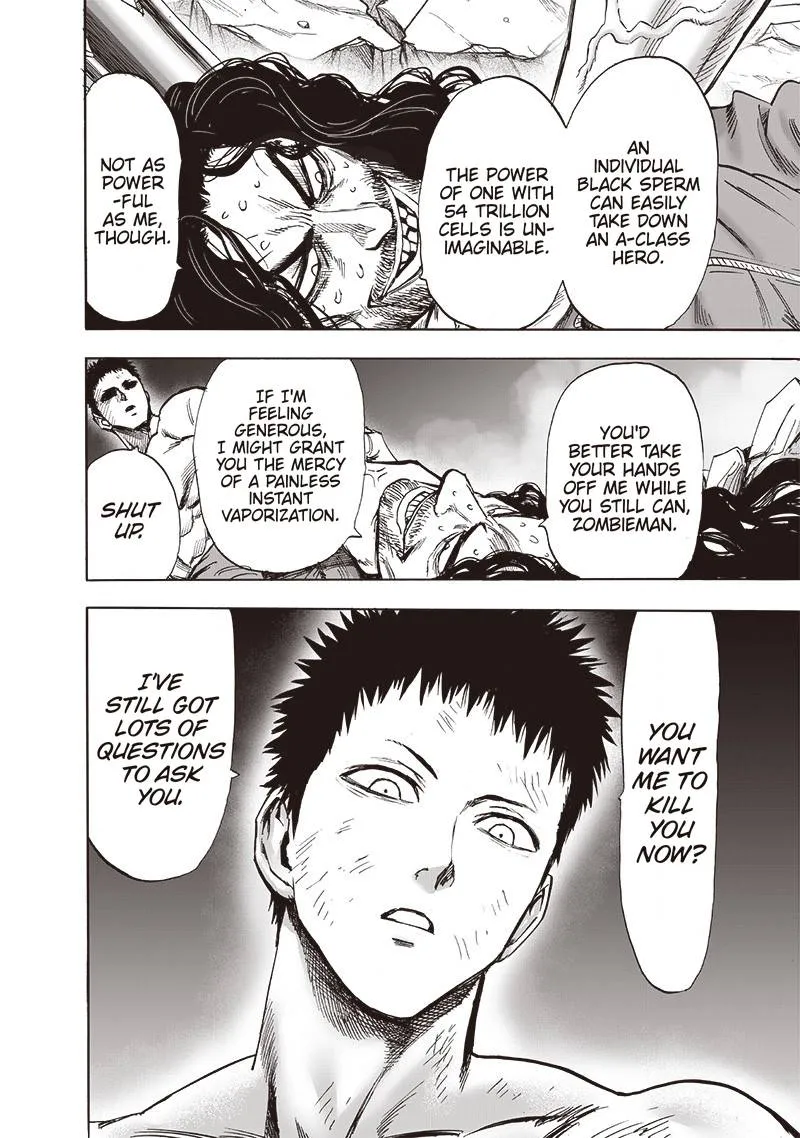 AN
INDIVIDUAL
BLACK SPERM
CAN EASILY
TAKE DOWN
AN A-CLASS
HERO.
THE POWER
OF ONE WITH
54 TRILLION
CELLS IS UN-
IMAGINABLE.
NOT AS
POWER
-FUL
AS ME,
THOUGH.
YOU'D
BETTER TAKE
YOUR HANDS
OFF ME WHILE
YOU STILL CAN,
ZOMBIEMAN.
IF I'M
FEELING
GENEROUS,
I MIGHT GRANT
YOU THE MERCY
OF A PAINLESS
INSTANT
VAPORIZATION.
SHUT
UP.
YOU
WANT
ME TO
KILL
YOU
NOW?
I'VE
STILL GOT
LOTS OF
QUESTIONS
TO ASK
YOU.